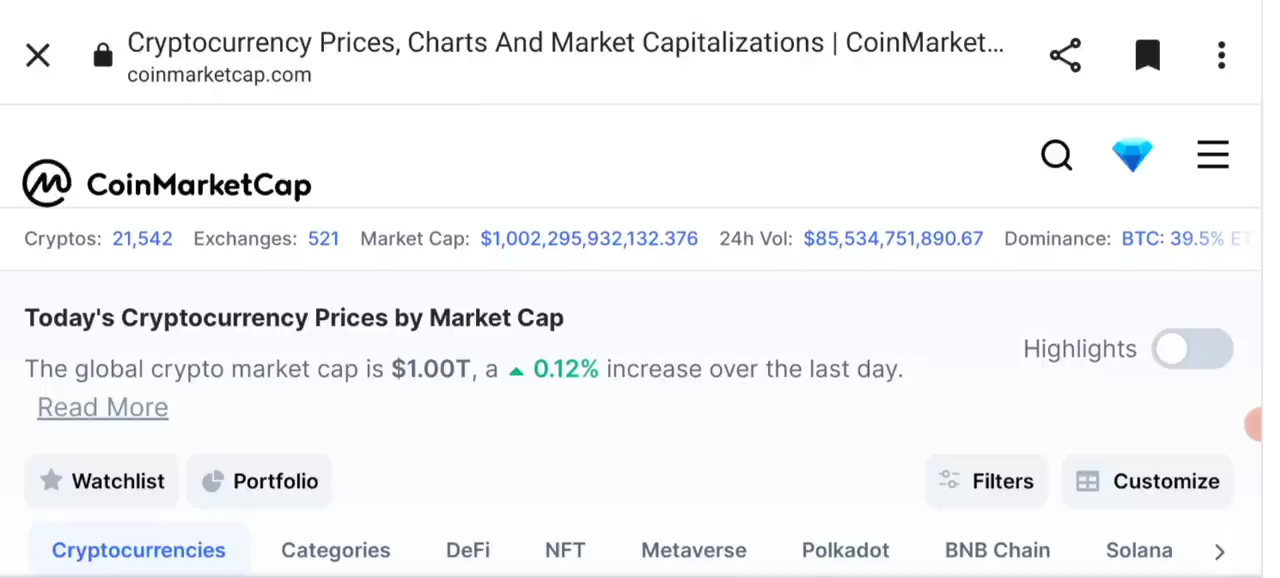 Cryptocurrency Prices, Charts And Market Capitalizations | CoinMarket...
coinmarketcap.com
CoinMarketCap
Cryptos: 21,542 Exchanges: 521 Market Cap: $1,002,295,932,132.376 24h Vol: $85,534,751,890.67 Dominance: BTC: 39.5% ET
Today's Cryptocurrency Prices by Market Cap
The global crypto market cap is $1.00T, a 0.12% increase over the last day.
Highlights
Read More
Watchlist Portfolio Filters Customize
Cryptocurrencies Categories DeFi NFT Metaverse Polkadot BNB Chain Solana